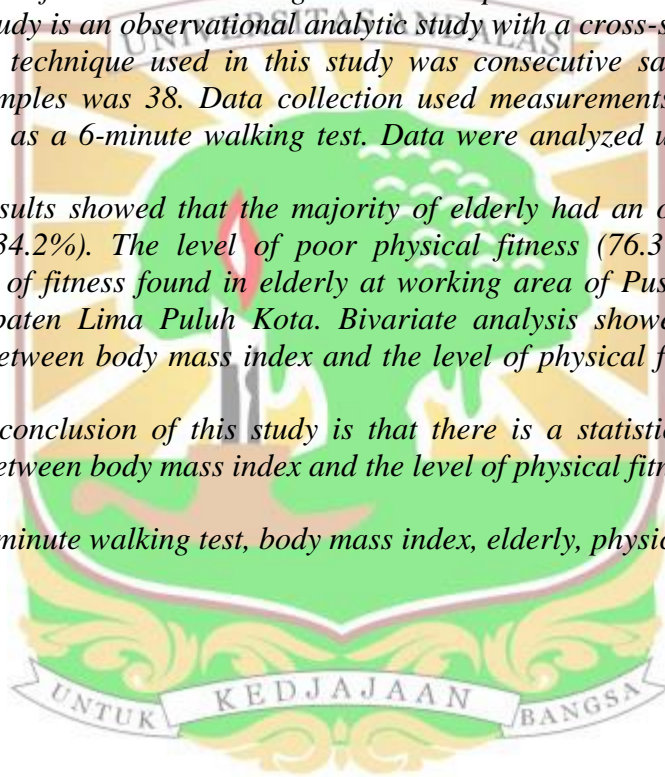 udy is an observational analytic study with a cross-s
UNIVERSITAS ANDALAS
technique used in this study was consecutive sa
mples was 38. Data collection used measurements
as a 6-minute walking test. Data were analyzed u
sults showed that the majority of elderly had an o
34.2%). The level of poor physical fitness (76.3
of fitness found in elderly at working area of Pus
paten Lima Puluh Kota. Bivariate analysis showe
etween body mass index and the level of physical f
conclusion of this study is that there is a statistic
etween body mass index and the level of physical fitn
minute walking test, body mass index, elderly, physic
UNTUK KEDJAJAAN BANGSA